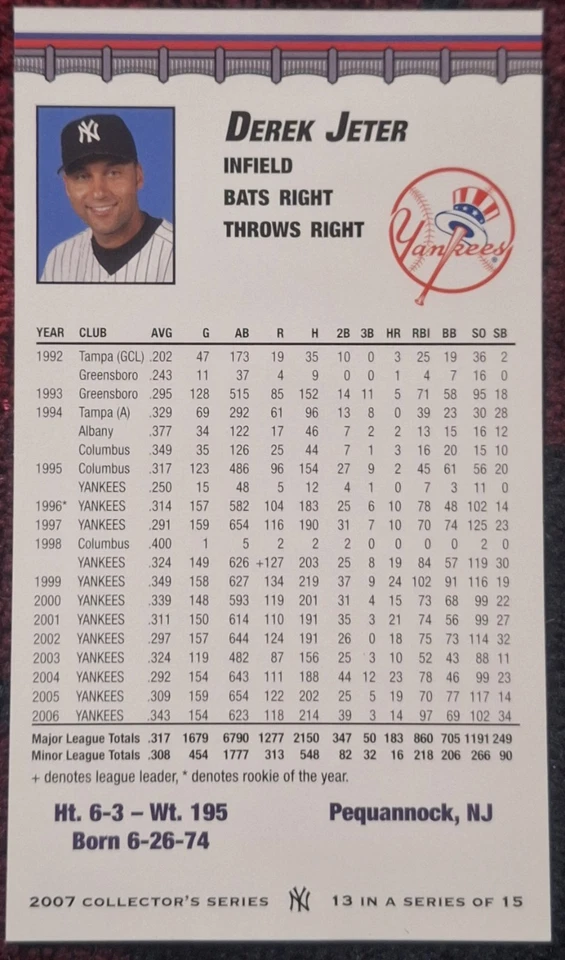 NY
DEREK JETER
INFIELD
BATS RIGHT
THROWS RIGHT
Yankees
YEAR CLUB AVG G AB R H 2B 3B HR RBI BB SO SB
1992 Tampa (GCL) .202 47 173 19 35 10 0 3 25 19 36 2
Greensboro .243 11 37 4 9 0 0 1 4 7 16 0
1993 Greensboro .295 128 515 85 152 14 11 5 71 58 95 18
1994 Tampa (A) .329 69 292 61 96 13 8 0 39 23 30 28
Albany .377 34 122 17 46 7 2 2 13 15 16 12
Columbus .349 35 126 25 44 7 1 3 16 20 15 10
1995 Columbus .317 123 486 96 154 27 9 2 45 61 56 20
YANKEES .250 15 48 5 12 4 1 0 7 3 11 0
1996* YANKEES .314 157 582 104 183 25 6 10 78 48 102 14
1997 YANKEES .291 159 654 116 190 31 7 10 70 74 125 23
1998 Columbus .400 1 5 2 2 2 0 0 0 0 2 0
YANKEES .324 149 626 +127 203 25 8 19 84 57 119 30
1999 YANKEES .349 158 627 134 219 37 9 24 102 91 116 19
2000 YANKEES .339 148 593 119 201 31 4 15 73 68 99 22
2001 YANKEES .311 150 614 110 191 35 3 21 74 56 99 27
2002 YANKEES .297 157 644 124 191 26 0 18 75 73 114 32
2003 YANKEES .324 119 482 87 156 25 3 10 52 43 88 11
2004 YANKEES .292 154 643 111 188 44 12 23 78 46 99 23
2005 YANKEES .309 159 654 122 202 25 5 19 70 77 117 14
2006 YANKEES .343 154 623 118 214 39 3 14 97 69 102 34
Major League Totals .317 1679 6790 1277 2150 347 50 183 860 705 1191 249
Minor League Totals .308 454 1777 313 548 82 32 16 218 206 266 90
+ denotes league leader, * denotes rookie of the year.
Ht. 6-3 – Wt. 195 Pequannock, NJ
Born 6-26-74
2007 COLLECTOR'S SERIES NY 13 IN A SERIES OF 15